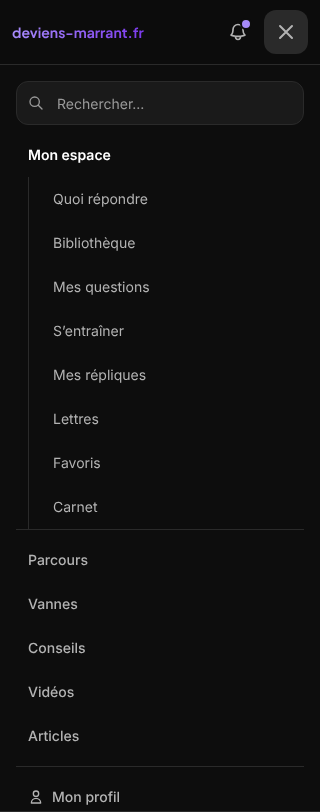 deviens-marrant.fr
Rechercher...
Mon espace
Quoi répondre
Bibliothèque
Mes questions
S’entraîner
Mes répliques
Lettres
Favoris
Carnet
Parcours
Vannes
Conseils
Vidéos
Articles
Mon profil